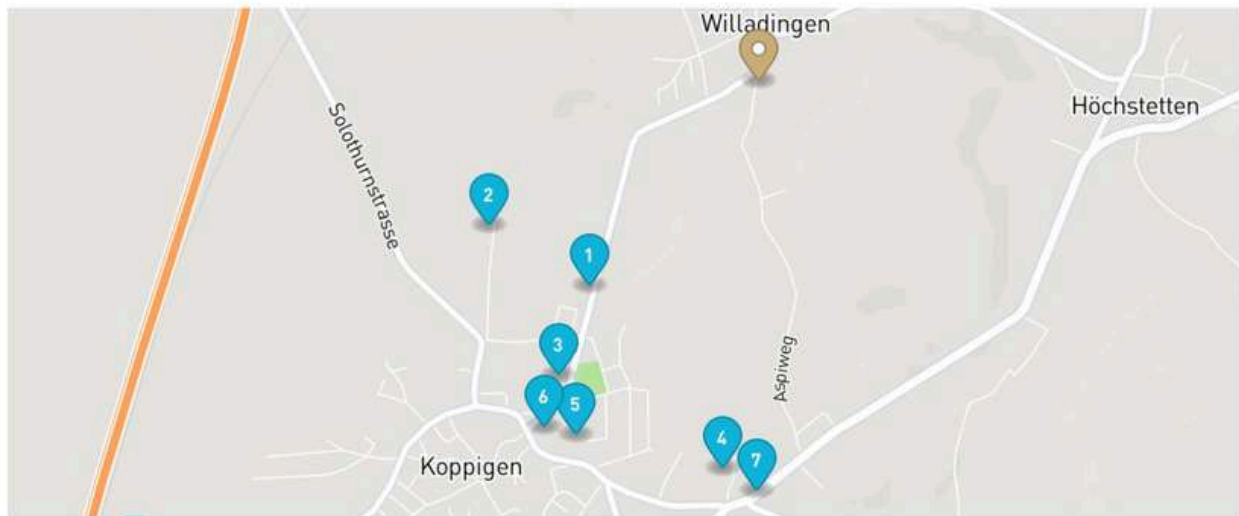 Willadingen
Höchstetten
Solothurnstrasse
2
1
3
Aspiweg
6
5
4
7
Koppigen